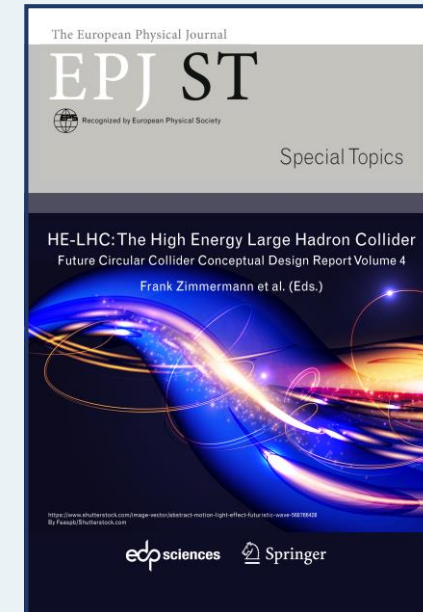 The European Physical Journal
EPJ ST
Recognized by European Physical Society
Special Topics
HE-LHC: The High Energy Large Hadron Collider
Future Circular Collider Conceptual Design Report Volume 4
Frank Zimmermann et al. (Eds.)
https://www.shutterstock.com/image-vector/abstract-motion-light-effect-futuristic-wave-569766428
By Feaspb/Shutterstock.com
edp sciences Springer